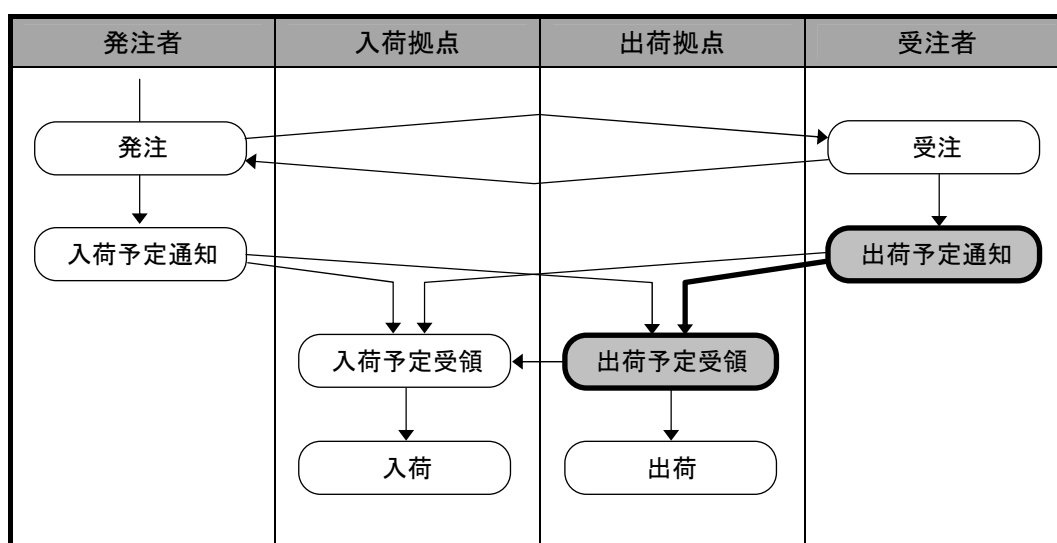 発注者
入荷拠点
出荷拠点
受注者
発注
受注
入荷予定通知
出荷予定通知
入荷予定受領
出荷予定受領
入荷
出荷